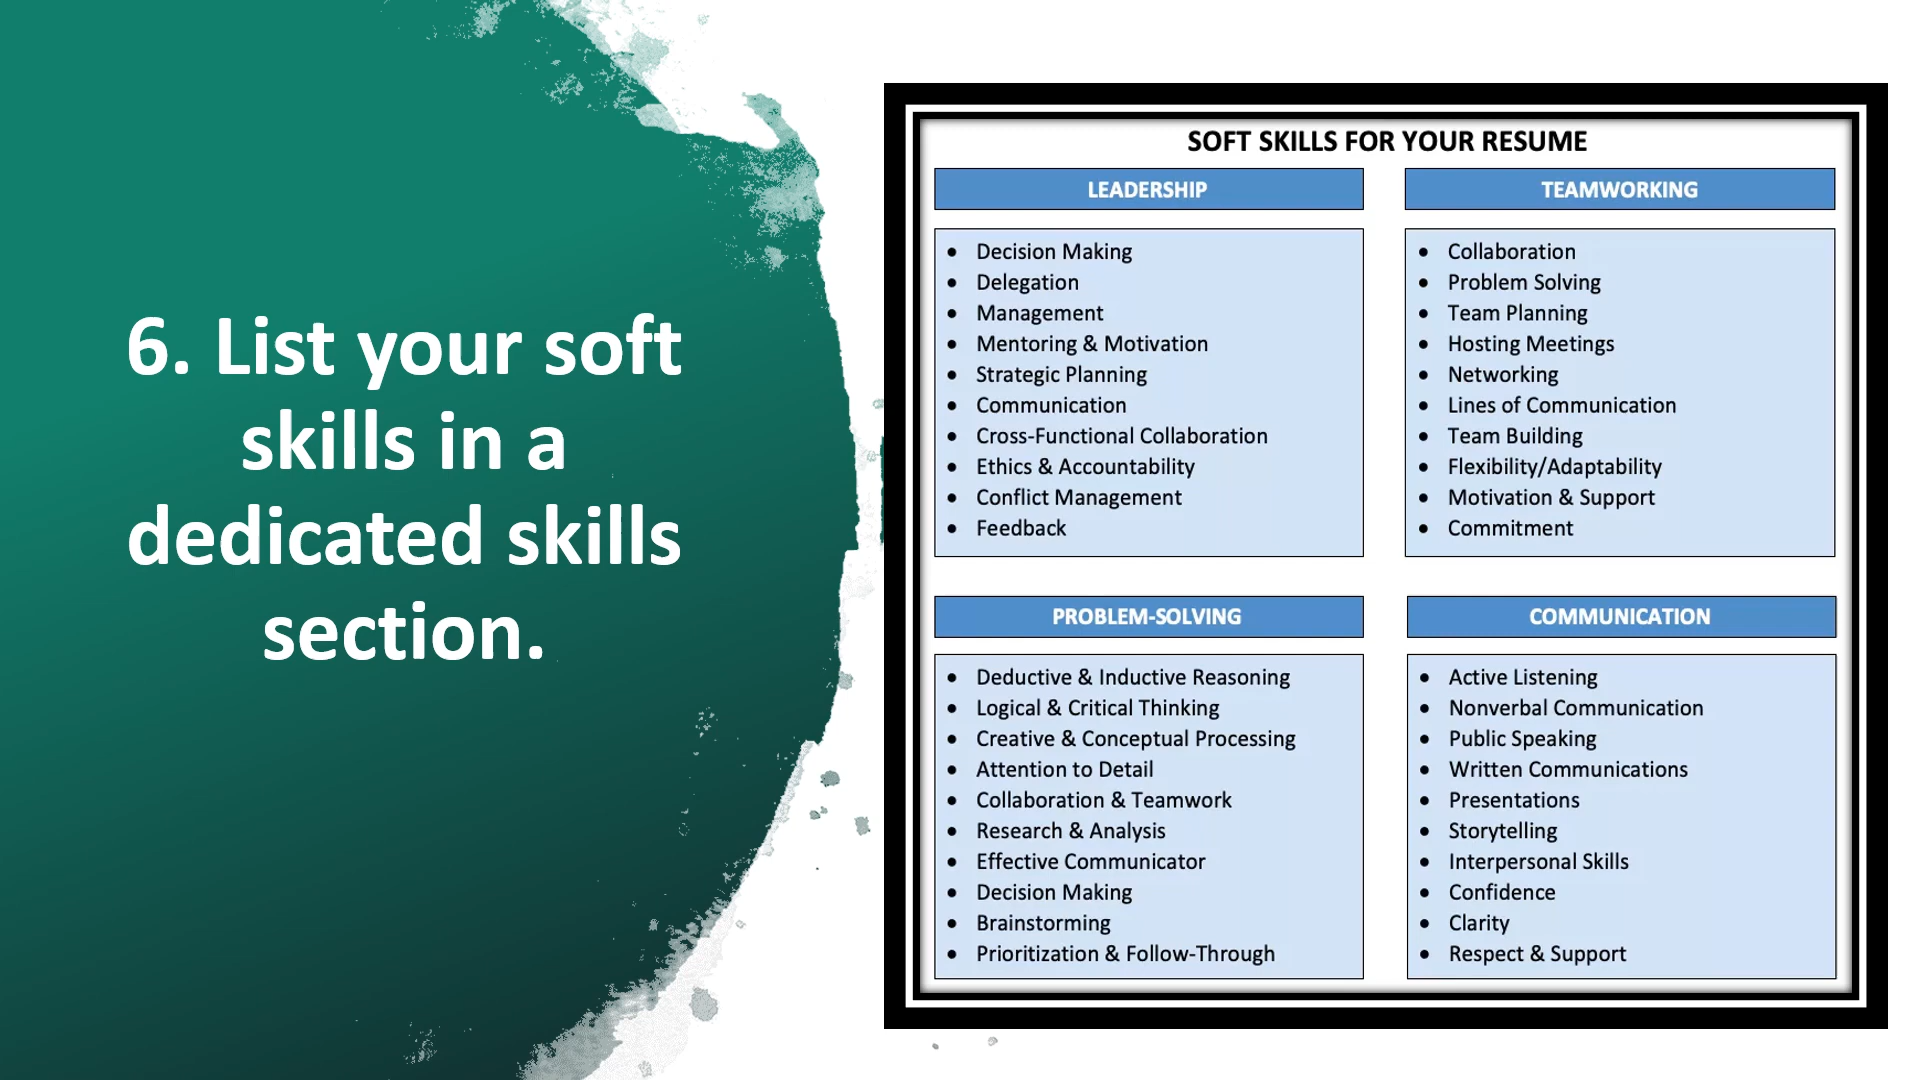 6. List your soft
skills in a
dedicated skills
section.
SOFT SKILLS FOR YOUR RESUME
LEADERSHIP
• Decision Making
• Delegation
• Management
• Mentoring & Motivation
• Strategic Planning
• Communication
• Cross-Functional Collaboration
• Ethics & Accountability
• Conflict Management
• Feedback
TEAMWORKING
• Collaboration
• Problem Solving
• Team Planning
• Hosting Meetings
• Networking
• Lines of Communication
• Team Building
• Flexibility/Adaptability
• Motivation & Support
• Commitment
PROBLEM-SOLVING
• Deductive & Inductive Reasoning
• Logical & Critical Thinking
• Creative & Conceptual Processing
• Attention to Detail
• Collaboration & Teamwork
• Research & Analysis
• Effective Communicator
• Decision Making
• Brainstorming
• Prioritization & Follow-Through
COMMUNICATION
• Active Listening
• Nonverbal Communication
• Public Speaking
• Written Communications
• Presentations
• Storytelling
• Interpersonal Skills
• Confidence
• Clarity
• Respect & Support